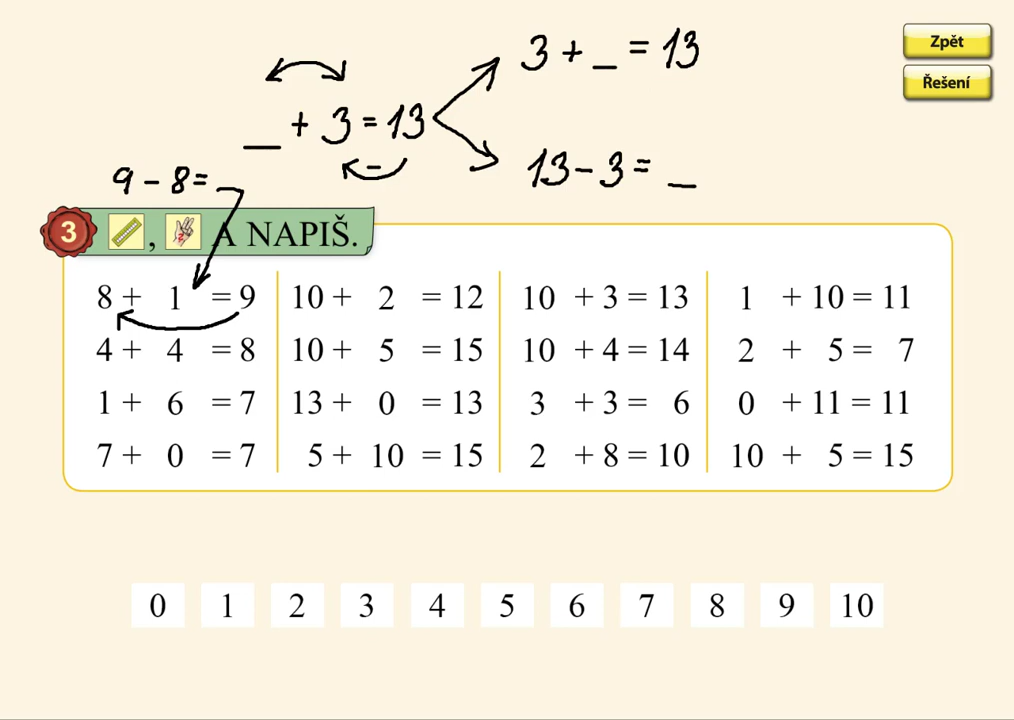 3 + _ = 13
Zpět
Řešení
_ + 3 = 13
-
13 - 3 = _
9 - 8 = _
3 , 2 A NAPIŠ.
8 + 1 = 9 10 + 2 = 12 10 + 3 = 13 1 + 10 = 11
4 + 4 = 8 10 + 5 = 15 10 + 4 = 14 2 + 5 = 7
1 + 6 = 7 13 + 0 = 13 3 + 3 = 6 0 + 11 = 11
7 + 0 = 7 5 + 10 = 15 2 + 8 = 10 10 + 5 = 15
0 1 2 3 4 5 6 7 8 9 10